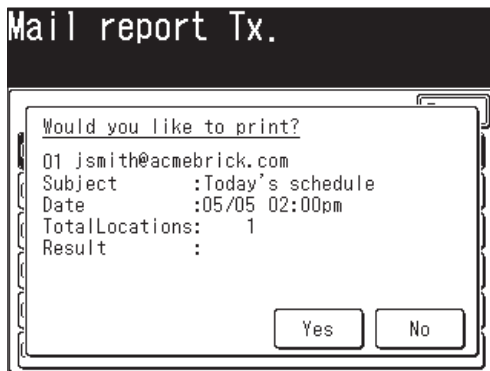 Mail report Tx.
Would you like to print?
01 jsmith@acmebrick.com
Subject :Today's schedule
Date :05/05 02:00pm
TotalLocations: 1
Result :
Yes No